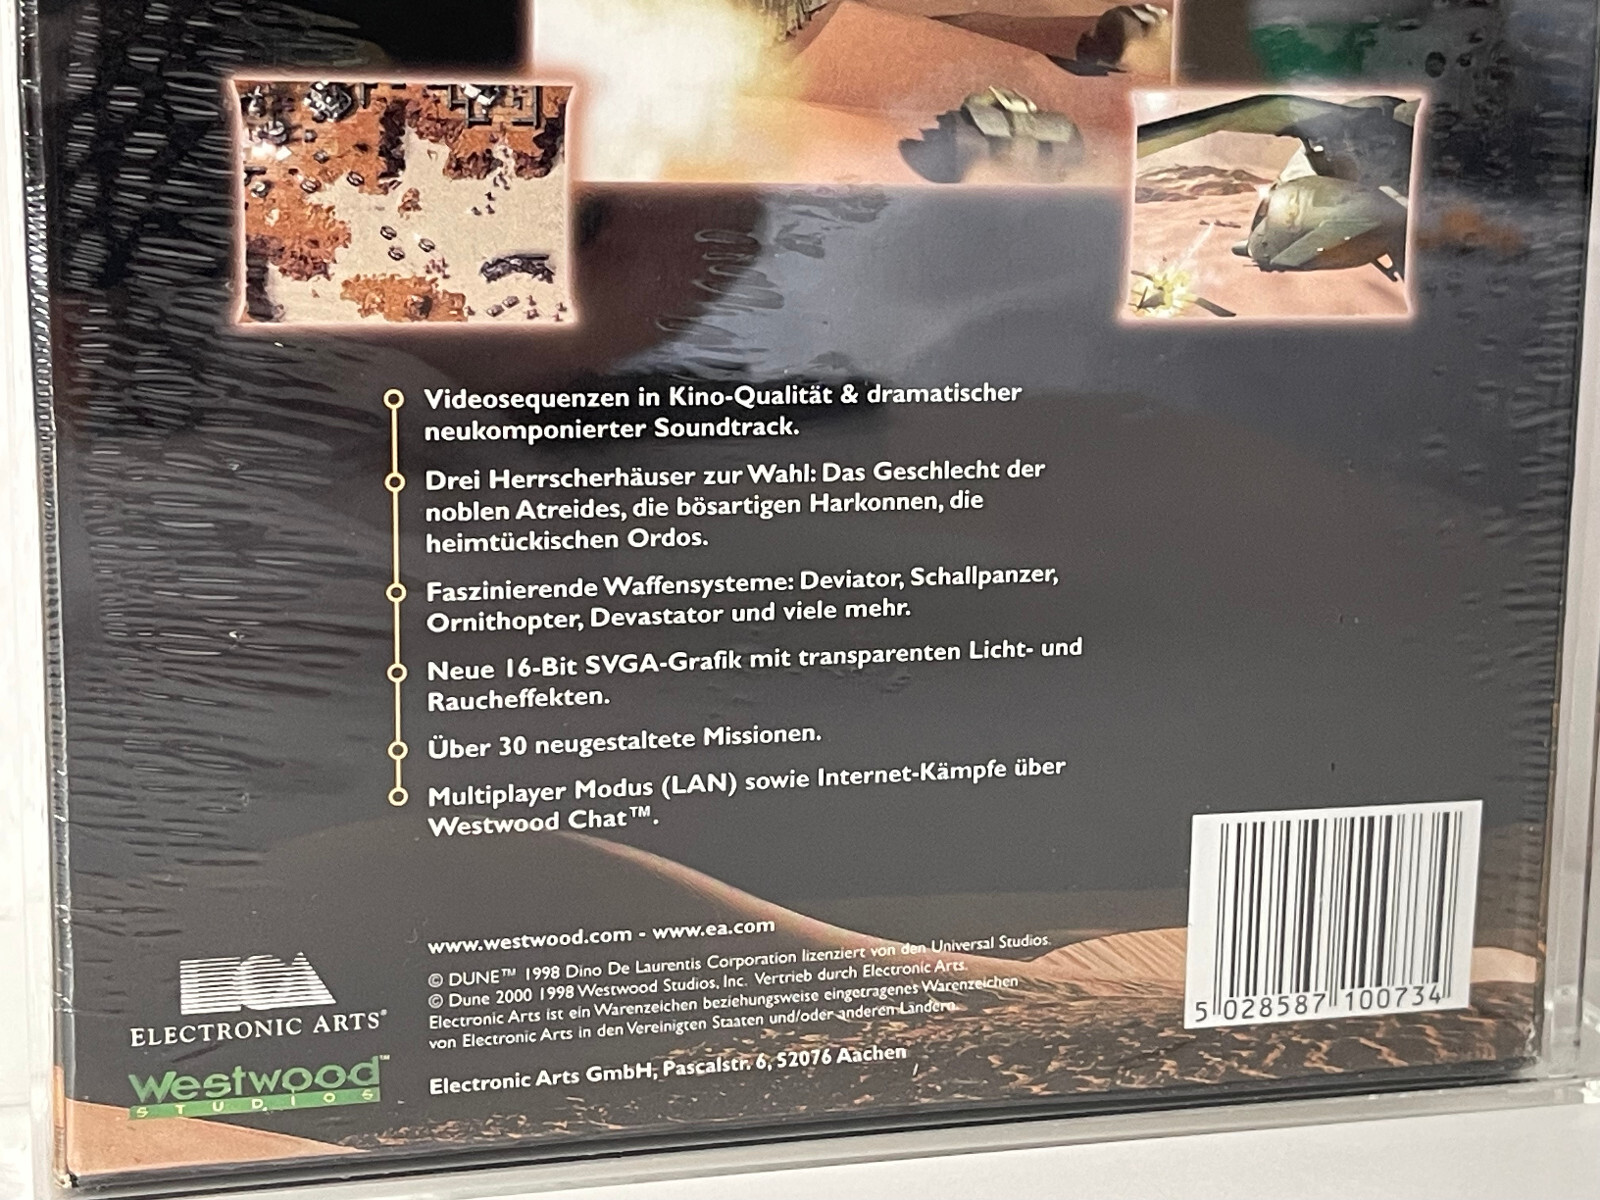 Videosequenzen in Kino-Qualität & dramatischer
neukomponierter Soundtrack.
Drei Herrscherhäuser zur Wahl: Das Geschlecht der
noblen Atreides, die bösartigen Harkonnen, die
heimtückischen Ordos.
Faszinierende Waffensysteme: Deviator, Schallpanzer,
Ornithopter, Devastator und viele mehr.
Neue 16-Bit SVGA-Grafik mit transparenten Licht- und
Raucheffekten.
Über 30 neugestaltete Missionen.
Multiplayer Modus (LAN) sowie Internet-Kämpfe über
Westwood Chat™.
www.westwood.com - www.ea.com
© DUNE™ 1998 Dino De Laurentis Corporation lizenziert von den Universal Studios.
© Dune 2000 1998 Westwood Studios, Inc. Vertrieb durch Electronic Arts.
Electronic Arts ist ein Warenzeichen beziehungsweise eingetragenes Warenzeichen
von Electronic Arts in den Vereinigten Staaten und/oder anderen Ländern.
Electronic Arts GmbH, Pascalstr. 6, 52076 Aachen
EA
ELECTRONIC ARTS®
Westwood™
STUDIOS
5 028587 100734